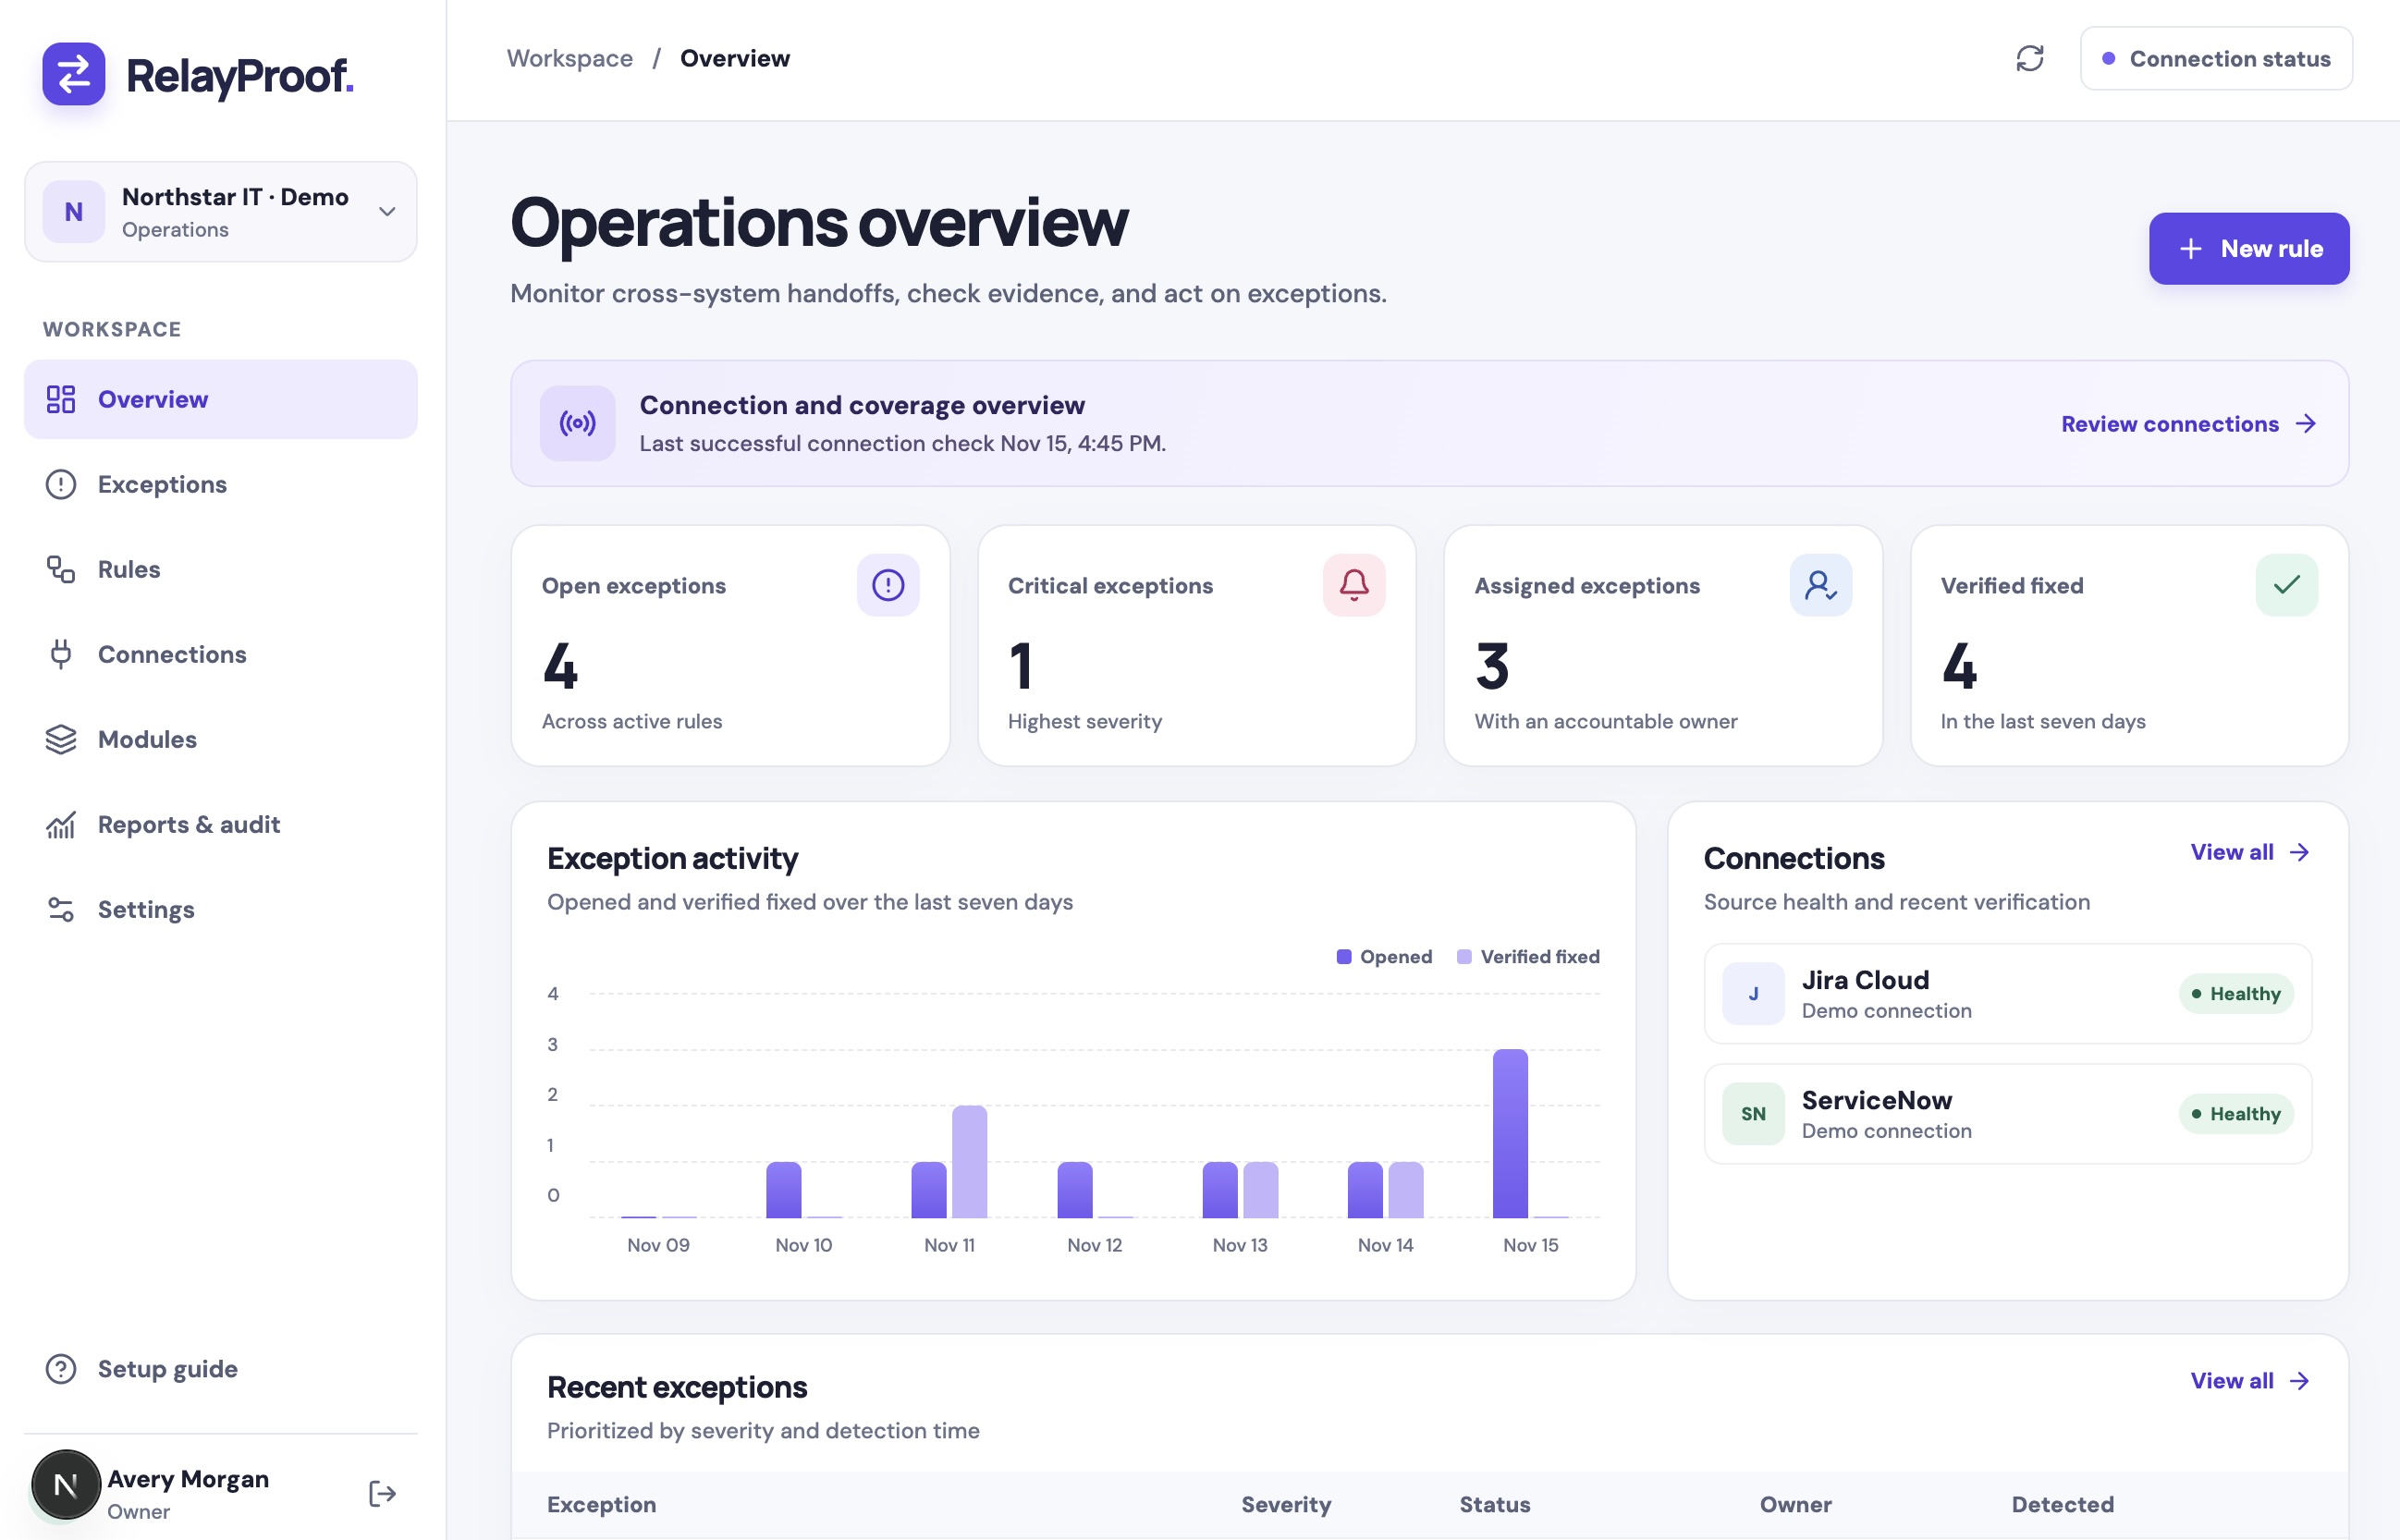 RelayProof.
N
Northstar IT · Demo
Operations
WORKSPACE
Overview
Exceptions
Rules
Connections
Modules
Reports & audit
Settings
Setup guide
N
Avery Morgan
Owner
Workspace / Overview
Connection status
Operations overview
Monitor cross-system handoffs, check evidence, and act on exceptions.
+ New rule
Connection and coverage overview
Last successful connection check Nov 15, 4:45 PM.
Review connections →
Open exceptions
4
Across active rules
Critical exceptions
1
Highest severity
Assigned exceptions
3
With an accountable owner
Verified fixed
4
In the last seven days
Exception activity
Opened and verified fixed over the last seven days
Opened Verified fixed
4
3
2
1
0
Nov 09 Nov 10 Nov 11 Nov 12 Nov 13 Nov 14 Nov 15
Connections
View all →
Source health and recent verification
J
Jira Cloud
Demo connection
Healthy
SN
ServiceNow
Demo connection
Healthy
Recent exceptions
View all →
Prioritized by severity and detection time
Exception Severity Status Owner Detected